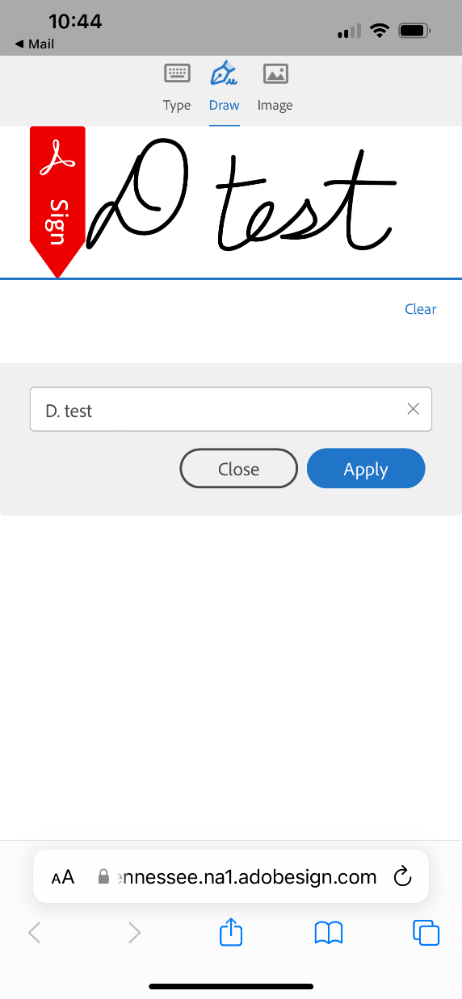 10:44
◀ Mail
Type Draw Image
Sign
D test
Clear
D. test
Close Apply
AA ennessee.na1.adobesign.com